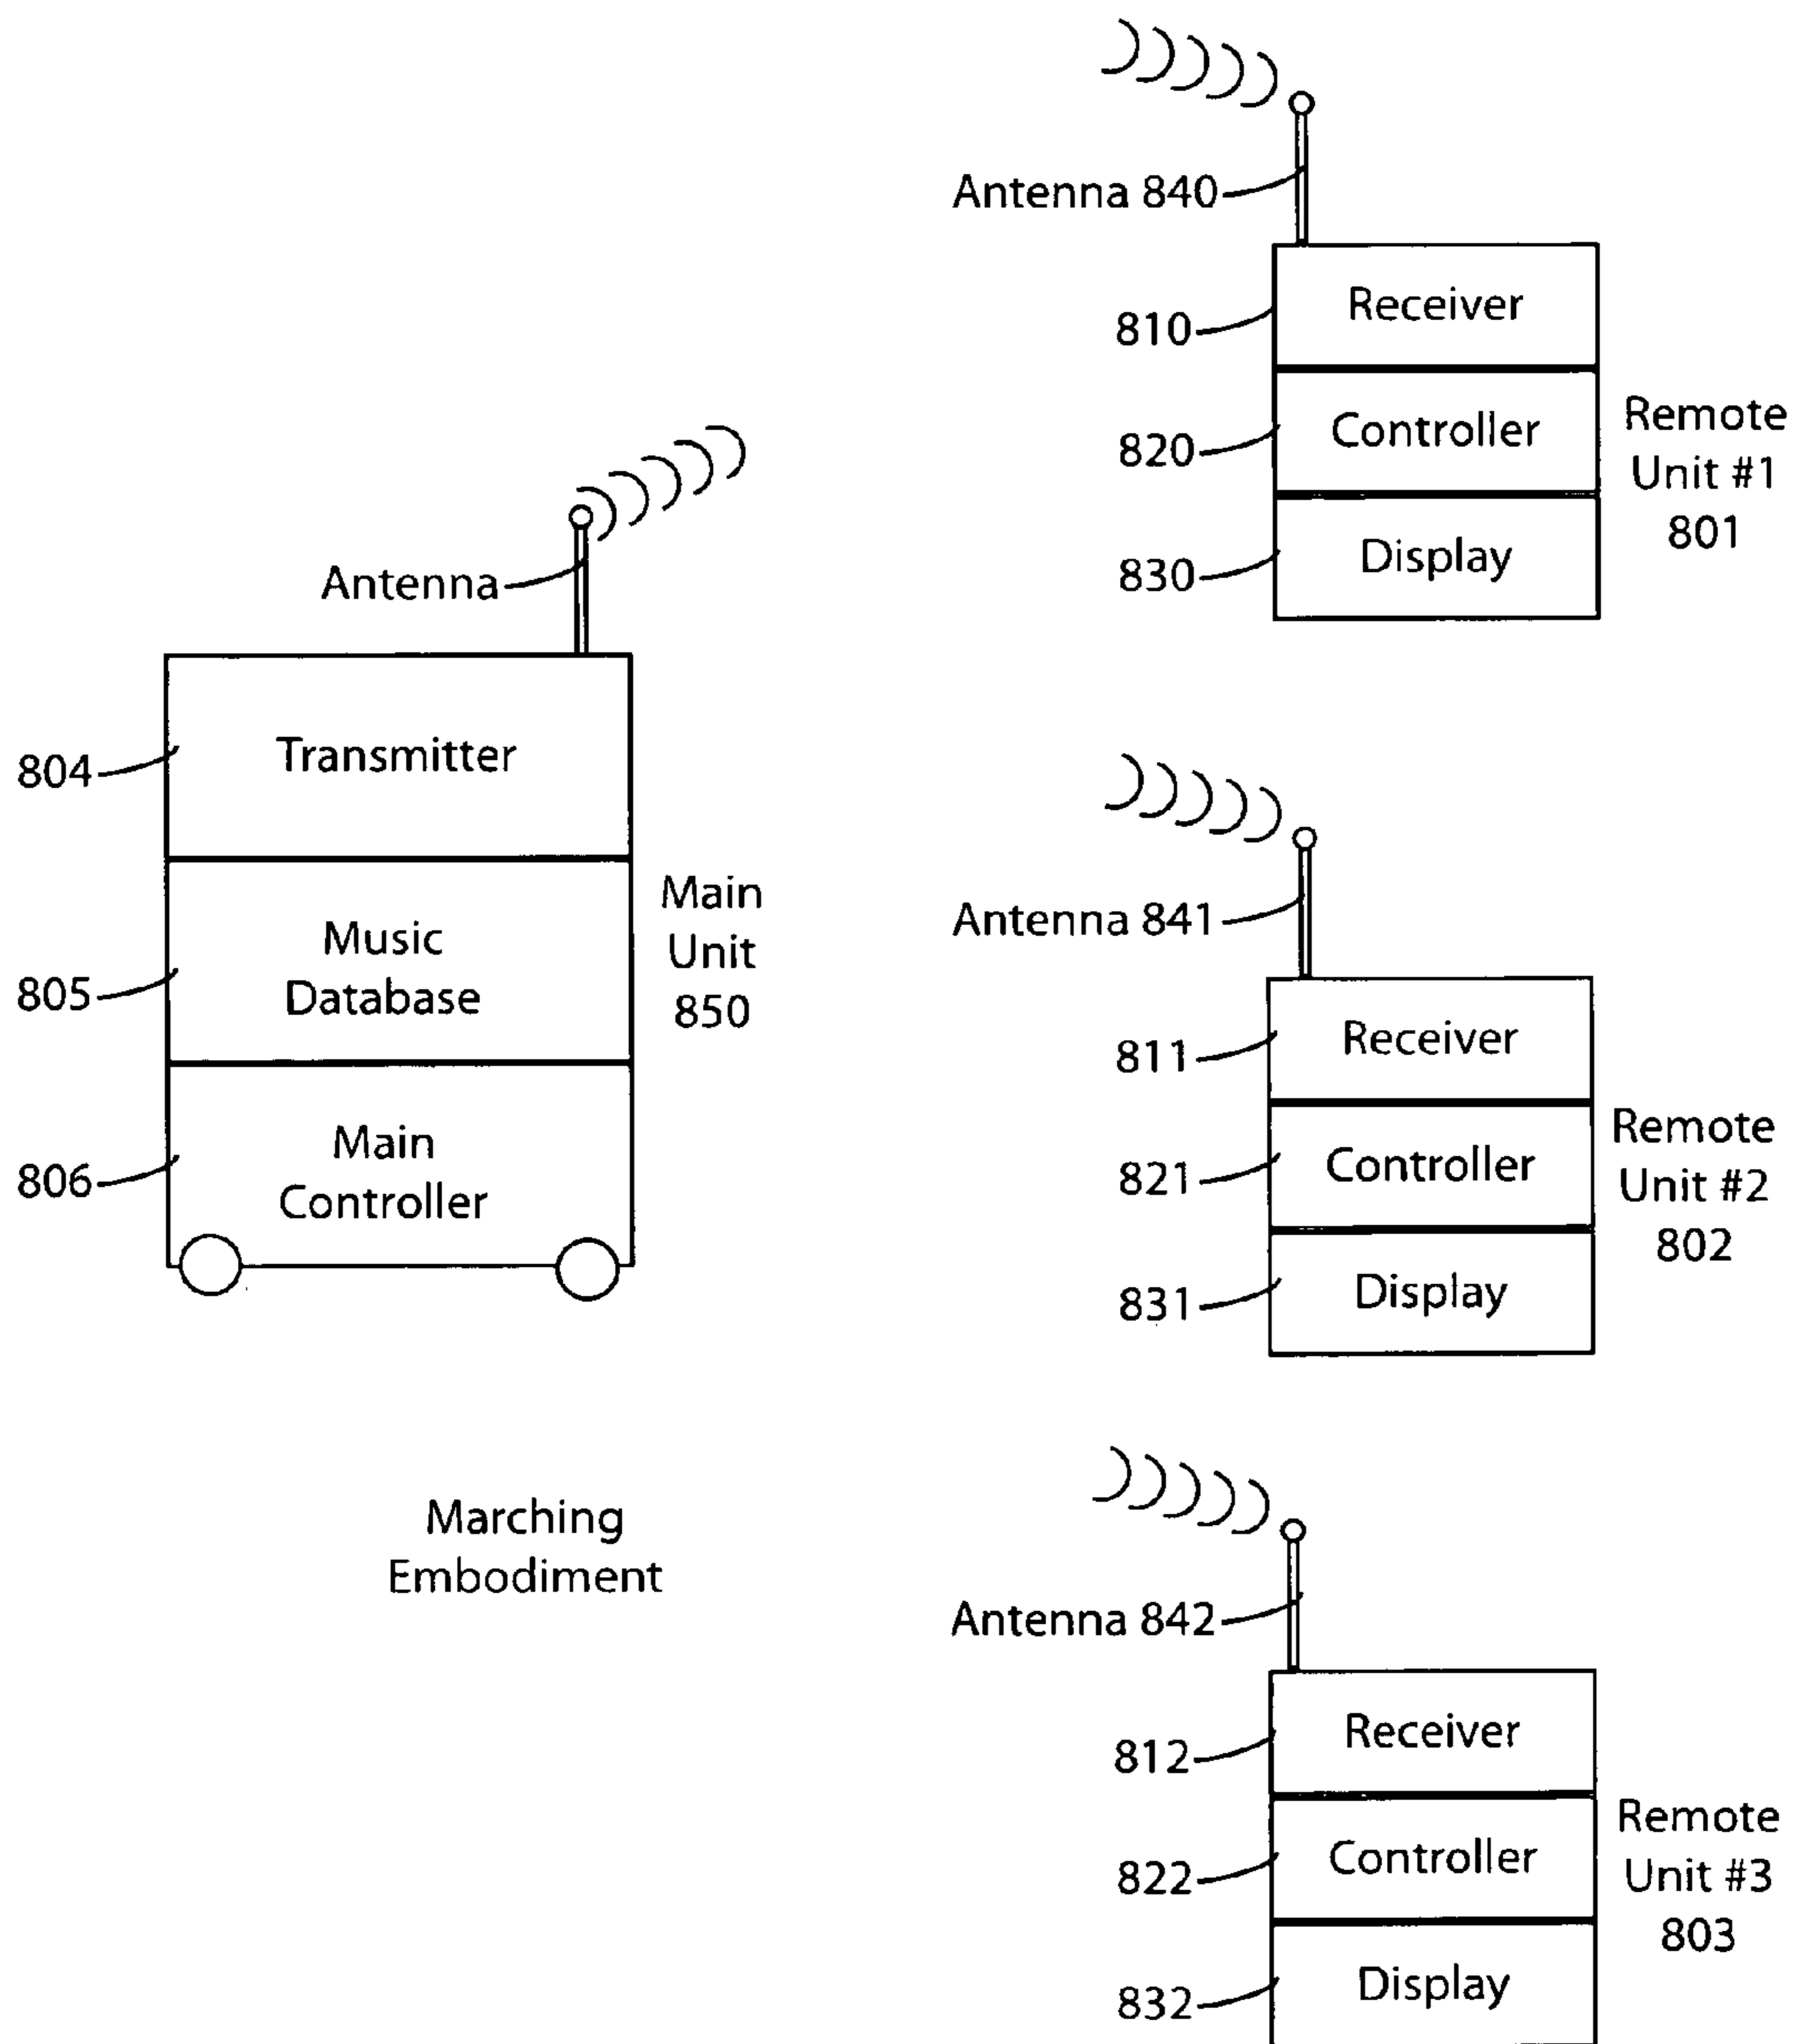 Antenna
804
Transmitter
805
Music
Database
806
Main
Controller
Main
Unit
850
Marching
Embodiment
Antenna 840
810
Receiver
820
Controller
830
Display
Remote
Unit #1
801
Antenna 841
811
Receiver
821
Controller
831
Display
Remote
Unit #2
802
Antenna 842
812
Receiver
822
Controller
832
Display
Remote
Unit #3
803